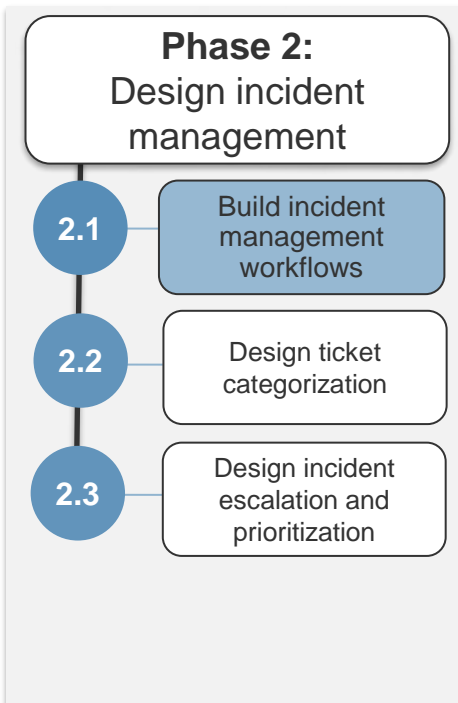 Phase 2:
Design incident
management
2.1
Build incident
management
workflows
2.2
Design ticket
categorization
2.3
Design incident
escalation and
prioritization